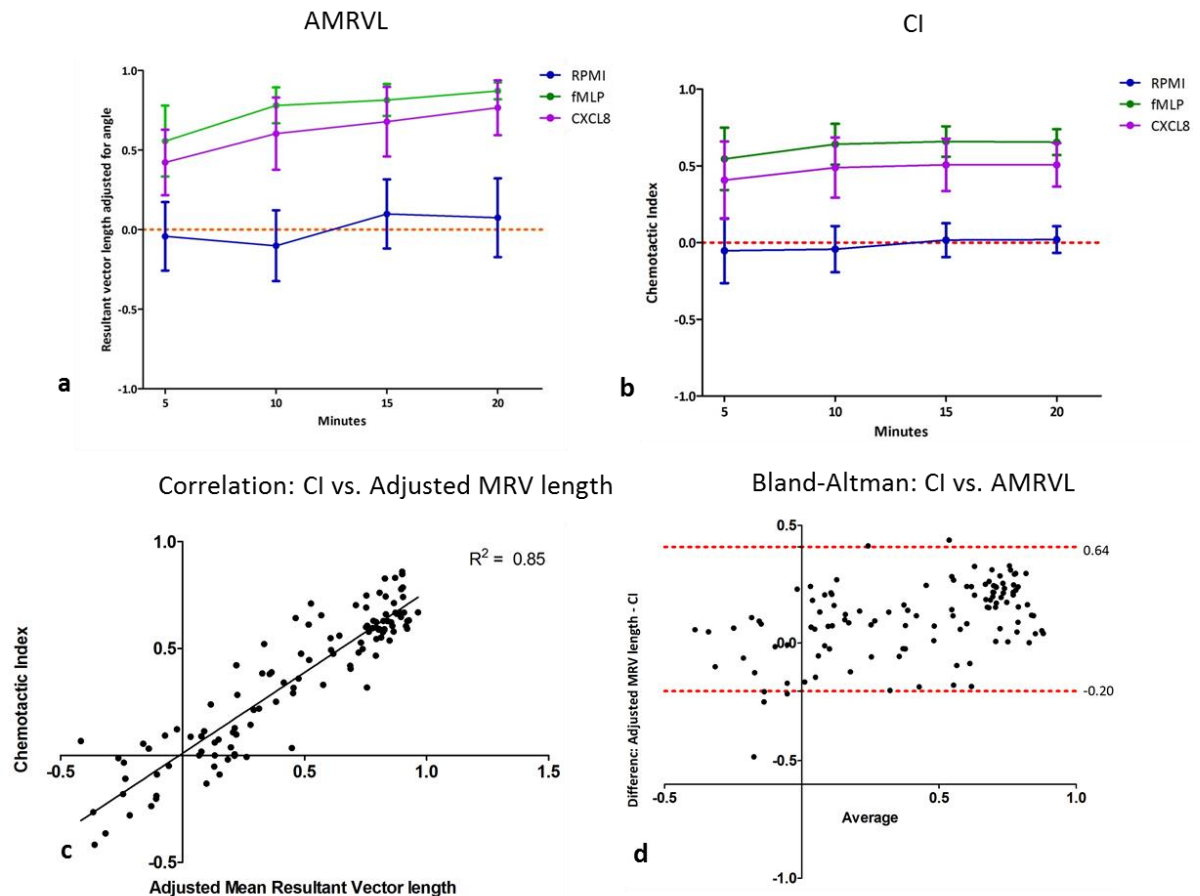 AMRVL
1.0
0.5
0.0
-0.5
-1.0
Resultant vector length adjusted for angle
5 10 15 20
Minutes
RPMI
fMLP
CXCL8
a
CI
1.0
0.5
0.0
-0.5
-1.0
Chemotactic Index
5 10 15 20
Minutes
RPMI
fMLP
CXCL8
b
Correlation: CI vs. Adjusted MRV length
1.0
0.5
-0.5
Chemotactic Index
R² = 0.85
-0.5 0.5 1.0 1.5
Adjusted Mean Resultant Vector length
c
Bland-Altman: CI vs. AMRVL
0.5
0.0
-0.5
-1.0
Differenc: Adjusted MRV length - CI
0.64
-0.20
-0.5 0.5 1.0
Average
d